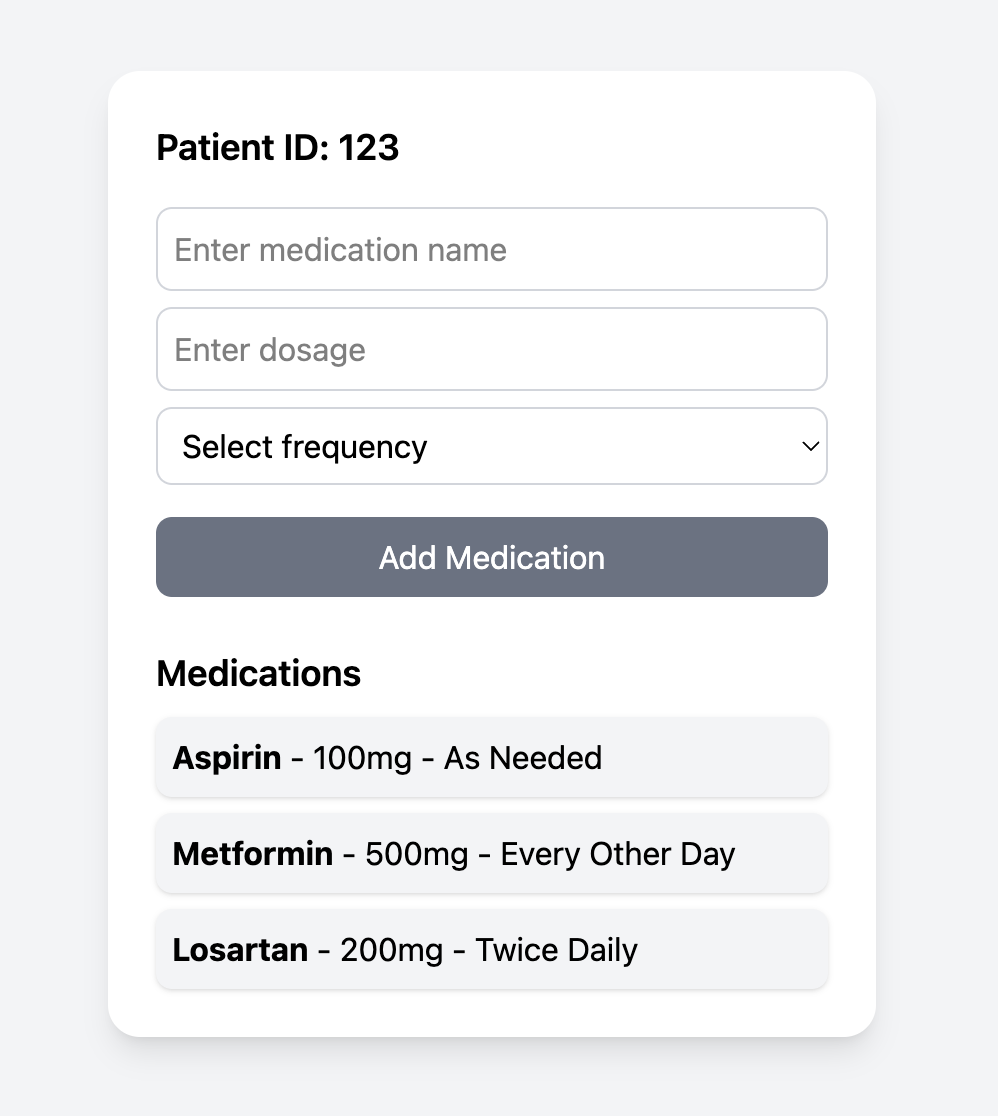 Patient ID: 123
Enter medication name
Enter dosage
Select frequency
Add Medication
Medications
Aspirin - 100mg - As Needed
Metformin - 500mg - Every Other Day
Losartan - 200mg - Twice Daily